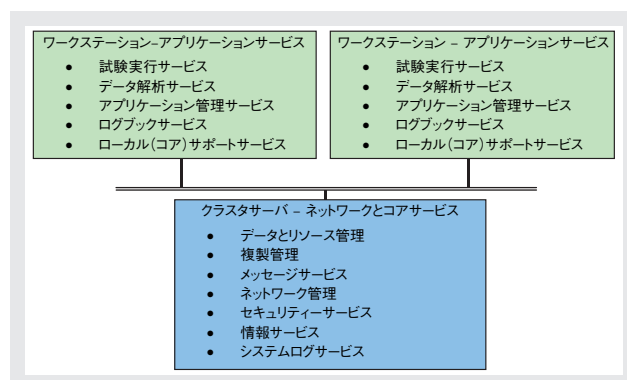 ワークステーション–アプリケーションサービス
● 試験実行サービス
● データ解析サービス
● アプリケーション管理サービス
● ログブックサービス
● ローカル（コア）サポートサービス
ワークステーション – アプリケーションサービス
● 試験実行サービス
● データ解析サービス
● アプリケーション管理サービス
● ログブックサービス
● ローカル（コア）サポートサービス
クラスタサーバ – ネットワークとコアサービス
● データとリソース管理
● 複製管理
● メッセージサービス
● ネットワーク管理
● セキュリティーサービス
● 情報サービス
● システムログサービス